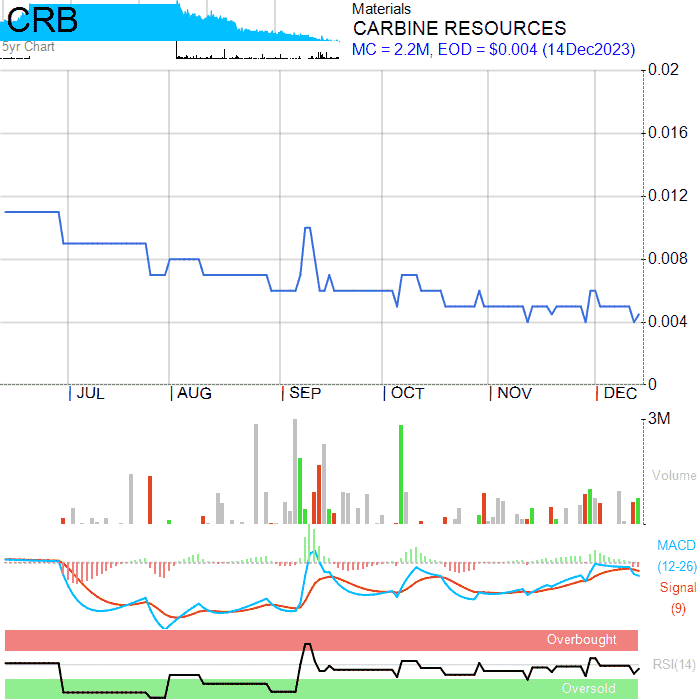 CRB
5yr Chart
Materials
CARBINE RESOURCES
MC = 2.2M, EOD = $0.004 (14Dec2023)
0.02
0.016
0.012
0.008
0.004
0
JUL AUG SEP OCT NOV DEC
3M
Volume
MACD
(12-26)
Signal
(9)
Overbought
RSI(14)
Oversold